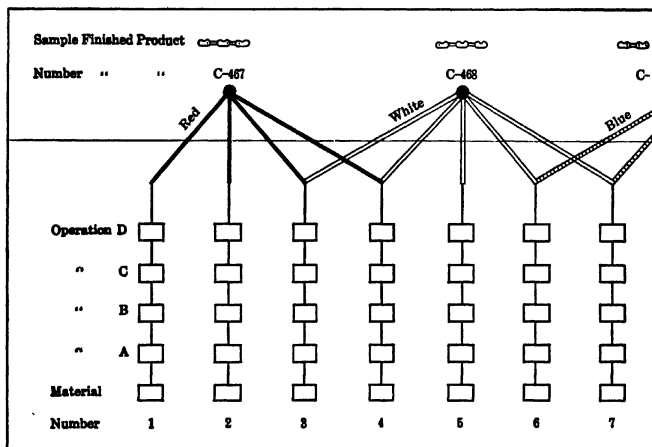 Sample Finished Product
Number “ “ C-467 C-468 C-
Red White Blue
Operation D
“ C
“ B
“ A
Material
Number 1 2 3 4 5 6 7